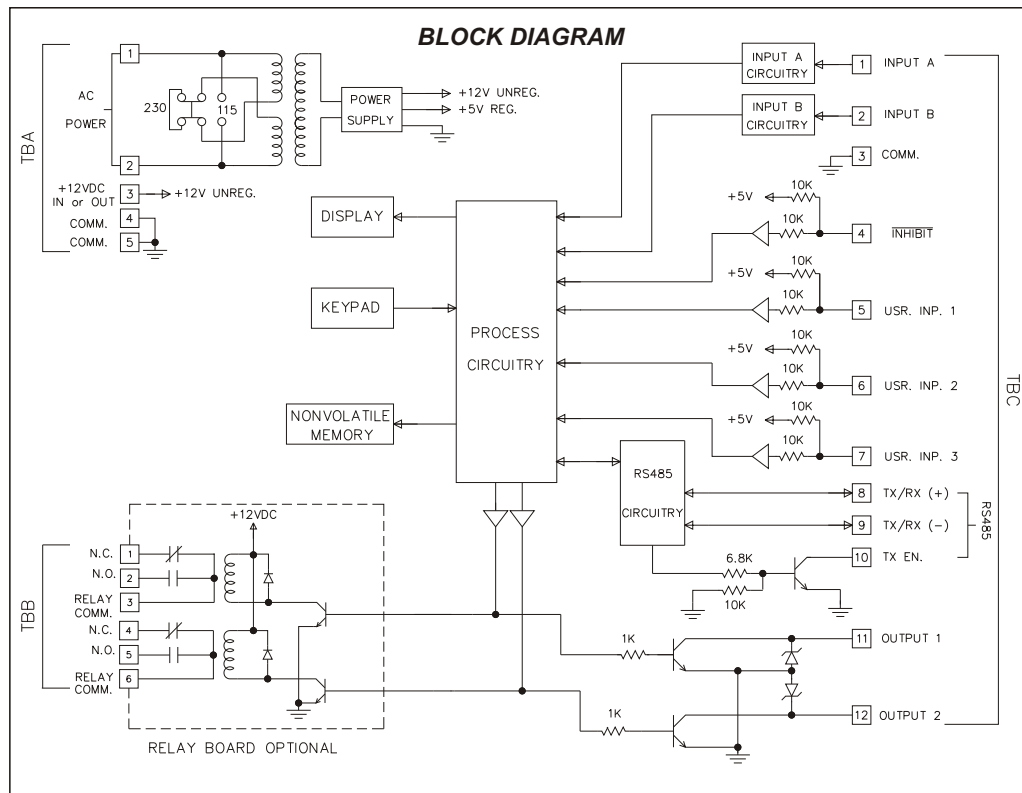 BLOCK DIAGRAM
TBA
AC
POWER
1
2
230
115
POWER
SUPPLY
+12V UNREG.
+5V REG.
+12VDC
IN or OUT
3
+12V UNREG.
COMM.
4
COMM.
5
DISPLAY
KEYPAD
NONVOLATILE
MEMORY
PROCESS
CIRCUITRY
INPUT A
CIRCUITRY
1
INPUT A
INPUT B
CIRCUITRY
2
INPUT B
3
COMM.
10K
+5V
10K
4
INHIBIT
10K
+5V
10K
5
USR. INP. 1
10K
+5V
10K
6
USR. INP. 2
10K
+5V
10K
7
USR. INP. 3
TBC
RS485
CIRCUITRY
8
TX/RX (+)
9
TX/RX (-)
10
TX EN.
RS485
6.8K
10K
1K
11
OUTPUT 1
1K
12
OUTPUT 2
TBB
+12VDC
N.C.
1
N.O.
2
RELAY
COMM.
3
N.C.
4
N.O.
5
RELAY
COMM.
6
RELAY BOARD OPTIONAL